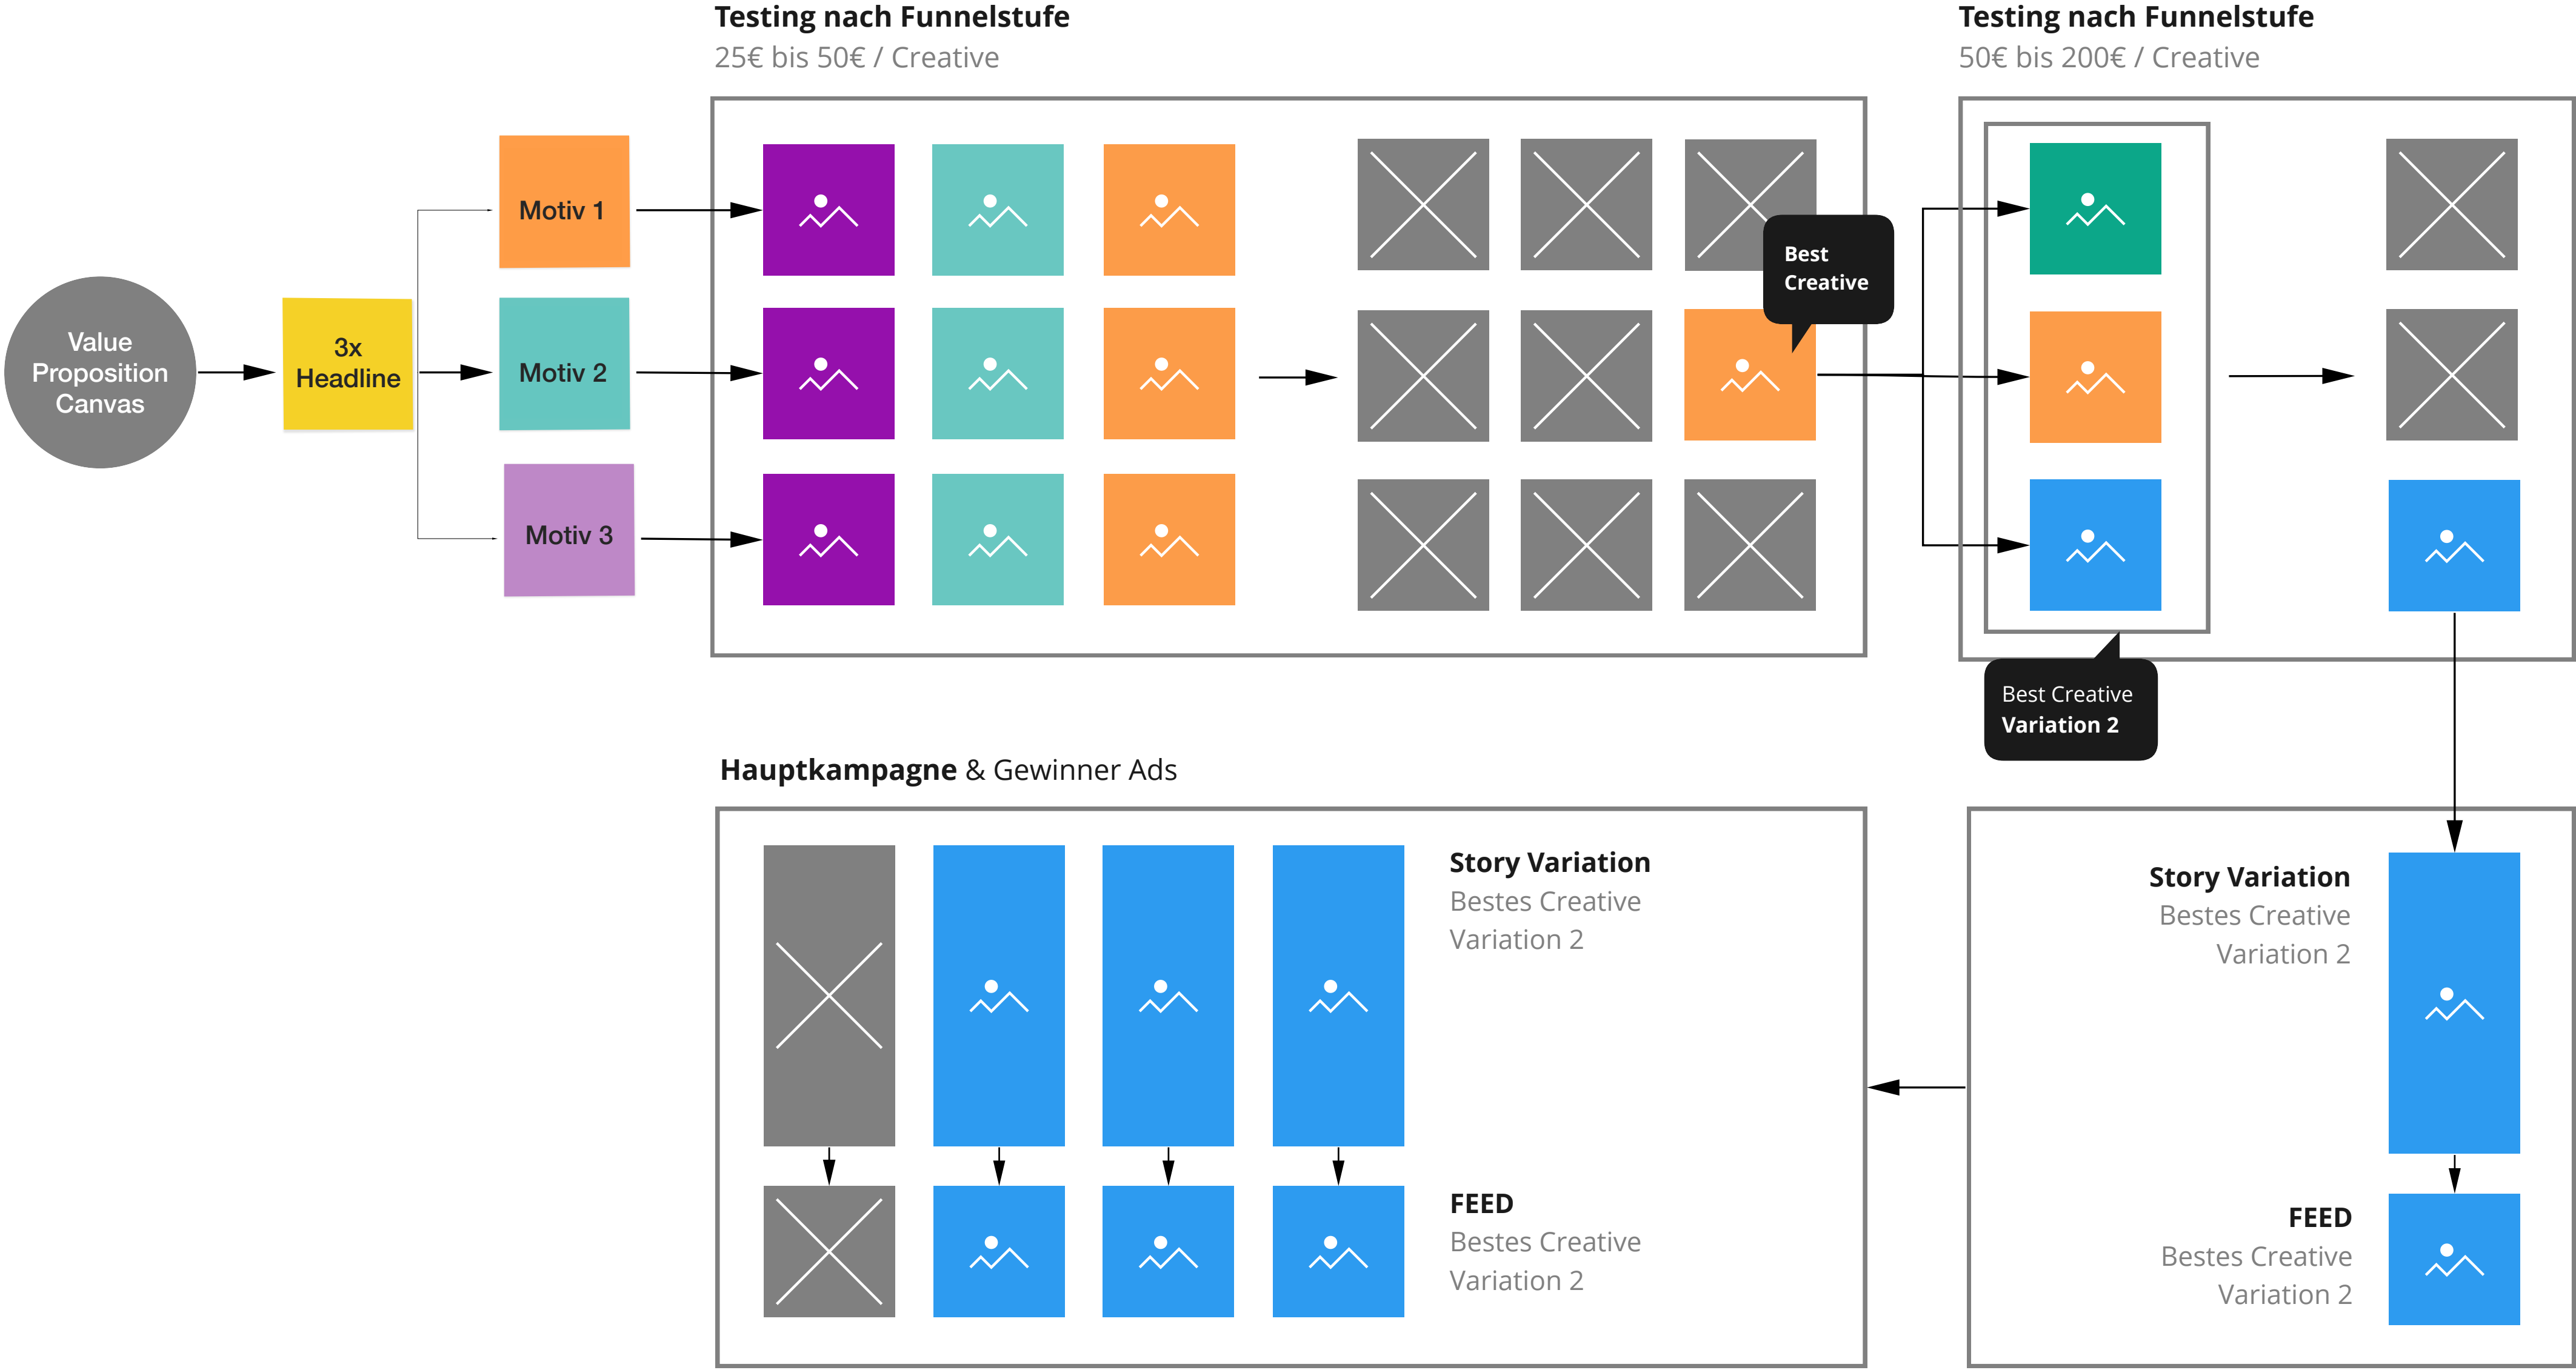 Testing nach Funnelstufe
25€ bis 50€ / Creative
Testing nach Funnelstufe
50€ bis 200€ / Creative
Value
Proposition
Canvas
3x
Headline
Motiv 1
Motiv 2
Motiv 3
Best
Creative
Best Creative
Variation 2
Hauptkampagne & Gewinner Ads
Story Variation
Bestes Creative
Variation 2
FEED
Bestes Creative
Variation 2
Story Variation
Bestes Creative
Variation 2
FEED
Bestes Creative
Variation 2